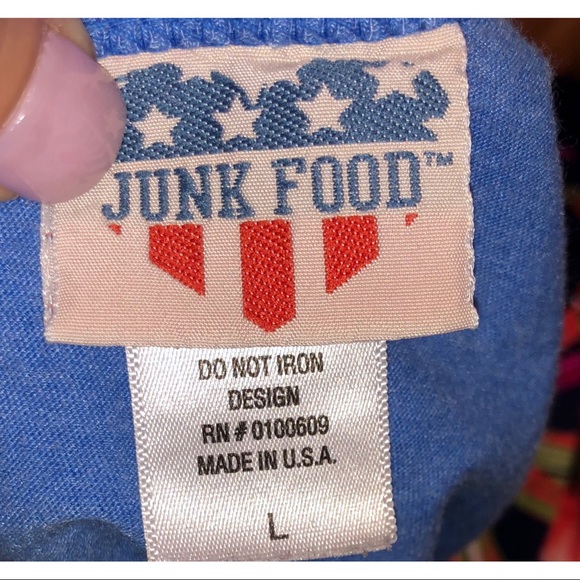 JUNK FOOD™
DO NOT IRON
DESIGN
RN # 0100609
MADE IN U.S.A.
L